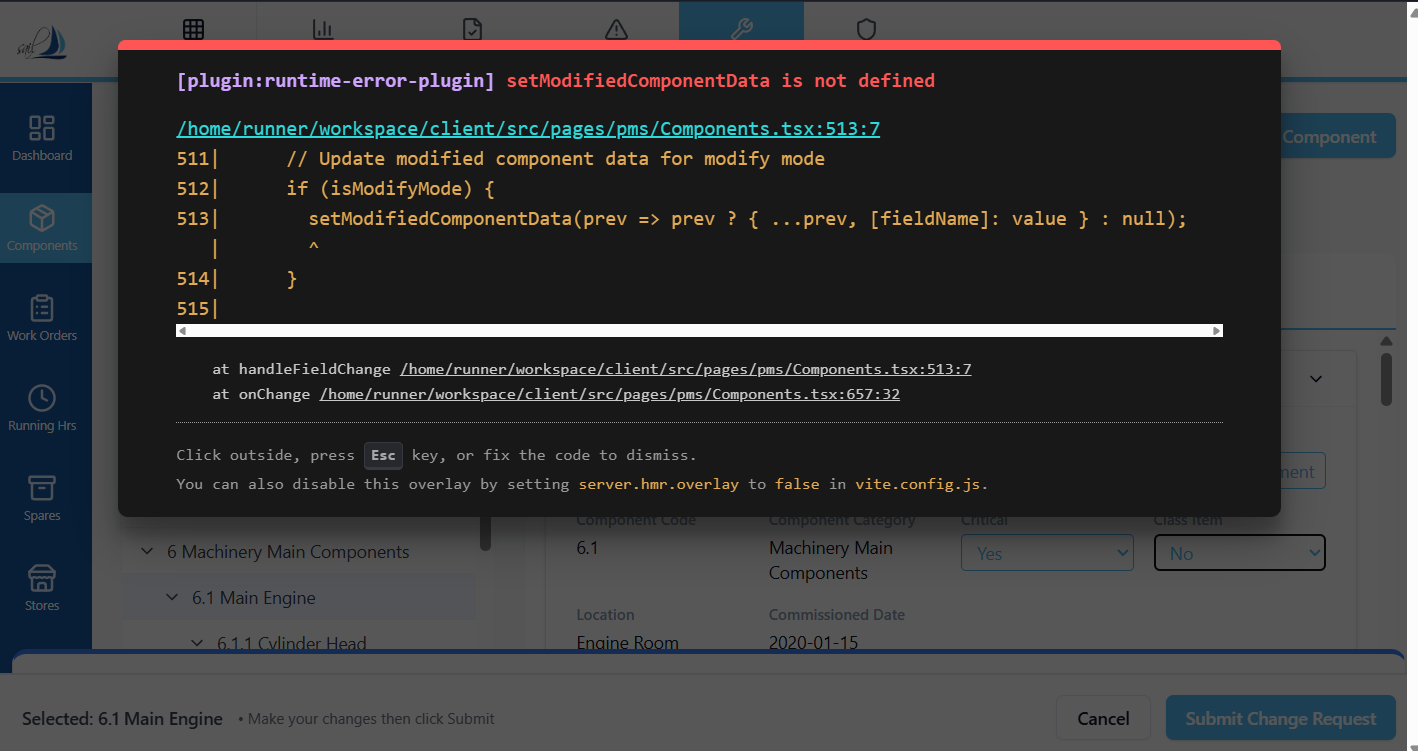 sail
[plugin:runtime-error-plugin] setModifiedComponentData is not defined
/home/runner/workspace/client/src/pages/pms/Components.tsx:513:7
511|      // Update modified component data for modify mode
512|      if (isModifyMode) {
513|        setModifiedComponentData(prev => prev ? { ...prev, [fieldName]: value } : null);
   |        ^
514|      }
515|
at handleFieldChange /home/runner/workspace/client/src/pages/pms/Components.tsx:513:7
at onChange /home/runner/workspace/client/src/pages/pms/Components.tsx:657:32
Click outside, press Esc key, or fix the code to dismiss.
You can also disable this overlay by setting server.hmr.overlay to false in vite.config.js.
Component
Dashboard
Components
Work Orders
Running Hrs
Spares
Stores
ment
6 Machinery Main Components
6.1 Main Engine
6.1.1 Cylinder Head
Component Code
Component Category
Critical
Class Item
6.1
Machinery Main
Components
Yes
No
Location
Commissioned Date
Engine Room
2020-01-15
Selected: 6.1 Main Engine • Make your changes then click Submit
Cancel
Submit Change Request